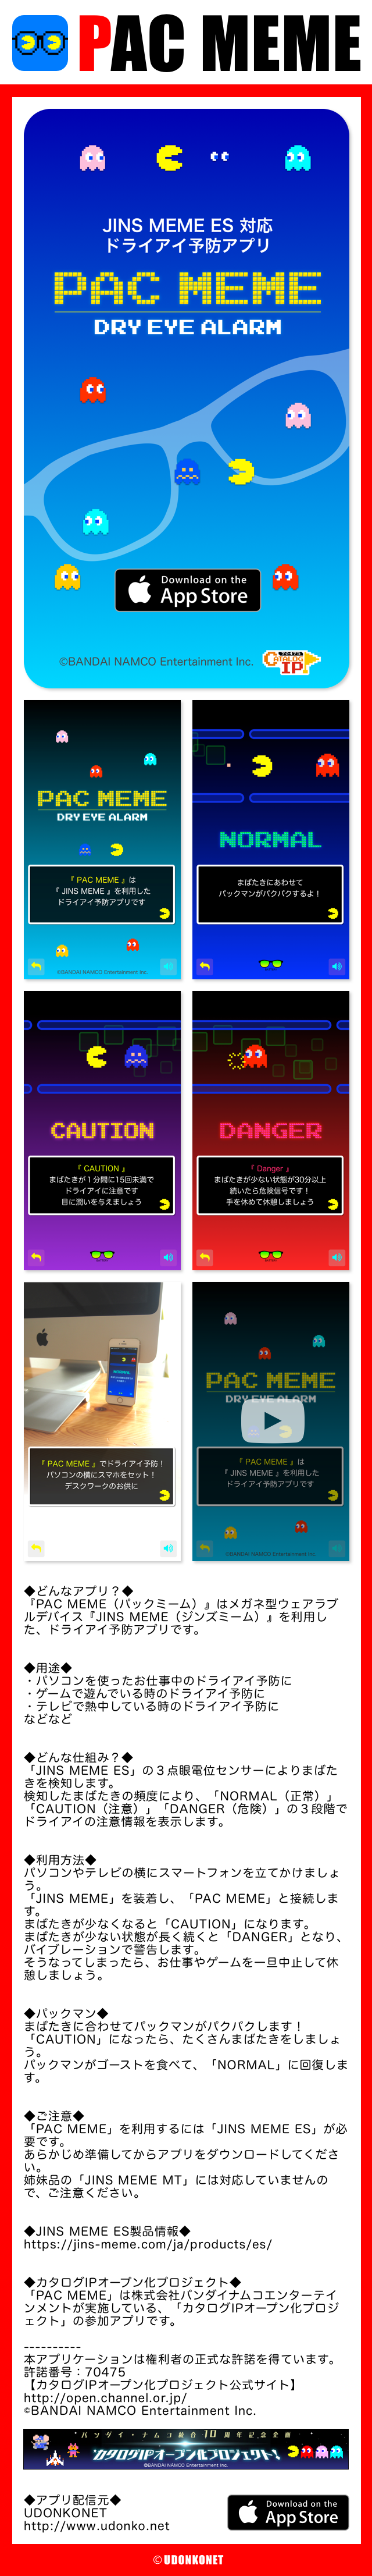 PAC MEME
JINS MEME ES 対応
ドライアイ予防アプリ
PAC MEME
DRY EYE ALARM
Download on the
App Store
©BANDAI NAMCO Entertainment Inc.
CATALOG
IP
PAC MEME
DRY EYE ALARM
『 PAC MEME 』は
『 JINS MEME 』を利用した
ドライアイ予防アプリです
©BANDAI NAMCO Entertainment Inc.
NORMAL
まばたきにあわせて
パックマンがパクパクするよ！
CAUTION
『 CAUTION 』
まばたきが１分間に15回未満で
ドライアイに注意です
目に潤いを与えましょう
DANGER
『 Danger 』
まばたきが少ない状態が30分以上
続いたら危険信号です！
手を休めて休憩しましょう
『 PAC MEME 』でドライアイ予防！
パソコンの横にスマホをセット！
デスクワークのお供に
PAC MEME
DRY EYE ALARM
『 PAC MEME 』は
『 JINS MEME 』を利用した
ドライアイ予防アプリです
©BANDAI NAMCO Entertainment Inc.
◆どんなアプリ？◆
『PAC MEME（パックミーム）』はメガネ型ウェアラブ
ルデバイス『JINS MEME（ジンズミーム）』を利用し
た、ドライアイ予防アプリです。
◆用途◆
・パソコンを使ったお仕事中のドライアイ予防に
・ゲームで遊んでいる時のドライアイ予防に
・テレビで熱中している時のドライアイ予防に
などなど
◆どんな仕組み？◆
「JINS MEME ES」の３点眼電位センサーによりまばた
きを検知します。
検知したまばたきの頻度により、「NORMAL（正常）」
「CAUTION（注意）」「DANGER（危険）」の３段階で
ドライアイの注意情報を表示します。
◆利用方法◆
パソコンやテレビの横にスマートフォンを立てかけましょ
う。
「JINS MEME」を装着し、「PAC MEME」と接続しま
す。
まばたきが少なくなると「CAUTION」になります。
まばたきが少ない状態が長く続くと「DANGER」となり、
バイブレーションで警告します。
そうなってしまったら、お仕事やゲームを一旦中止して休
憩しましょう。
◆パックマン◆
まばたきに合わせてパックマンがパクパクします！
「CAUTION」になったら、たくさんまばたきをしましょ
う。
パックマンがゴーストを食べて、「NORMAL」に回復しま
す。
◆ご注意◆
「PAC MEME」を利用するには「JINS MEME ES」が必
要です。
あらかじめ準備してからアプリをダウンロードしてくださ
い。
姉妹品の「JINS MEME MT」には対応していませんの
で、ご注意ください。
◆JINS MEME ES製品情報◆
https://jins-meme.com/ja/products/es/
◆カタログIPオープン化プロジェクト◆
「PAC MEME」は株式会社バンダイナムコエンターテイ
ンメントが実施している、「カタログIPオープン化プロジ
ェクト」の参加アプリです。
----------
本アプリケーションは権利者の正式な許諾を得ています。
許諾番号：70475
【カタログIPオープン化プロジェクト公式サイト】
http://open.channel.or.jp/
©BANDAI NAMCO Entertainment Inc.
バンダイナムコ統合10周年記念企画
カタログIPオープン化プロジェクト！
©BANDAI NAMCO Entertainment Inc.
◆アプリ配信元◆
UDONKONET
http://www.udonko.net
Download on the
App Store
© UDONKONET